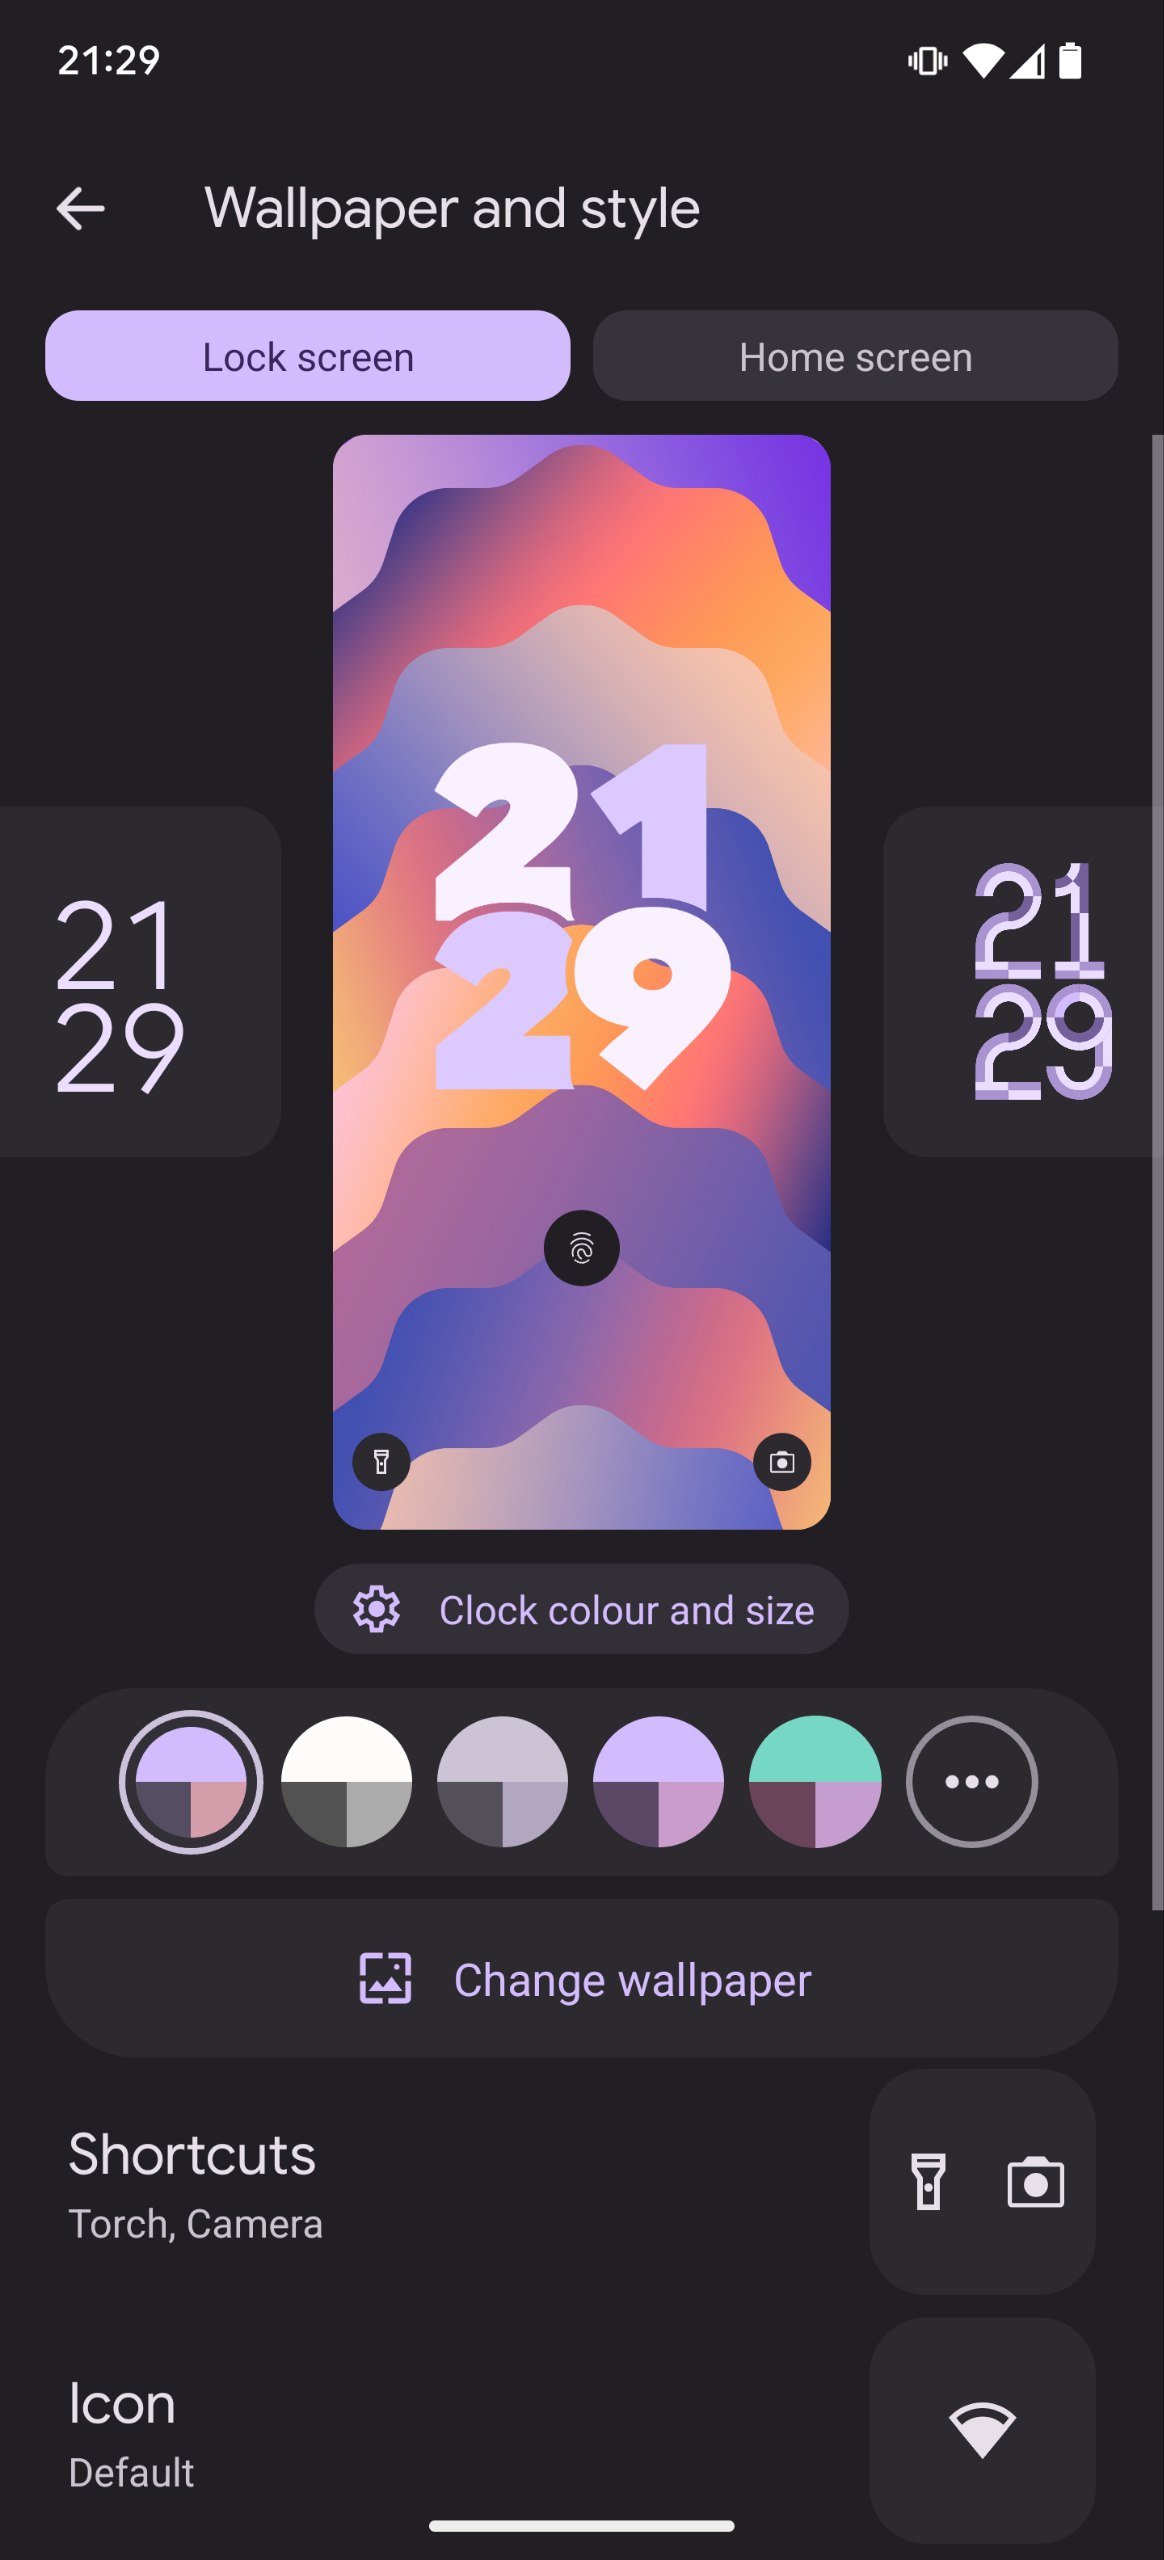 21:29
Wallpaper and style
Lock screen
Home screen
21
29
21
29
21
29
Clock colour and size
Change wallpaper
Shortcuts
Torch, Camera
Icon
Default